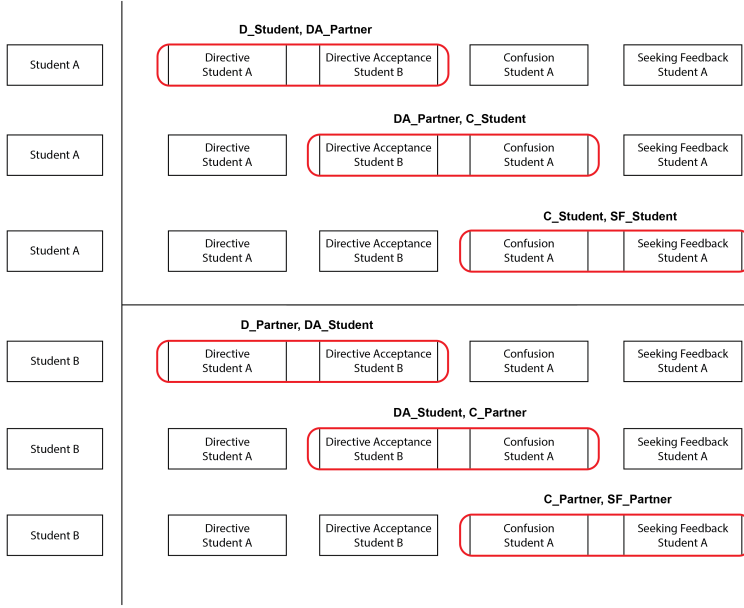 D_Student, DA_Partner
Student A
Directive
Student A
Directive Acceptance
Student B
Confusion
Student A
Seeking Feedback
Student A
DA_Partner, C_Student
Student A
Directive
Student A
Directive Acceptance
Student B
Confusion
Student A
Seeking Feedback
Student A
C_Student, SF_Student
Student A
Directive
Student A
Directive Acceptance
Student B
Confusion
Student A
Seeking Feedback
Student A
D_Partner, DA_Student
Student B
Directive
Student A
Directive Acceptance
Student B
Confusion
Student A
Seeking Feedback
Student A
DA_Student, C_Partner
Student B
Directive
Student A
Directive Acceptance
Student B
Confusion
Student A
Seeking Feedback
Student A
C_Partner, SF_Partner
Student B
Directive
Student A
Directive Acceptance
Student B
Confusion
Student A
Seeking Feedback
Student A